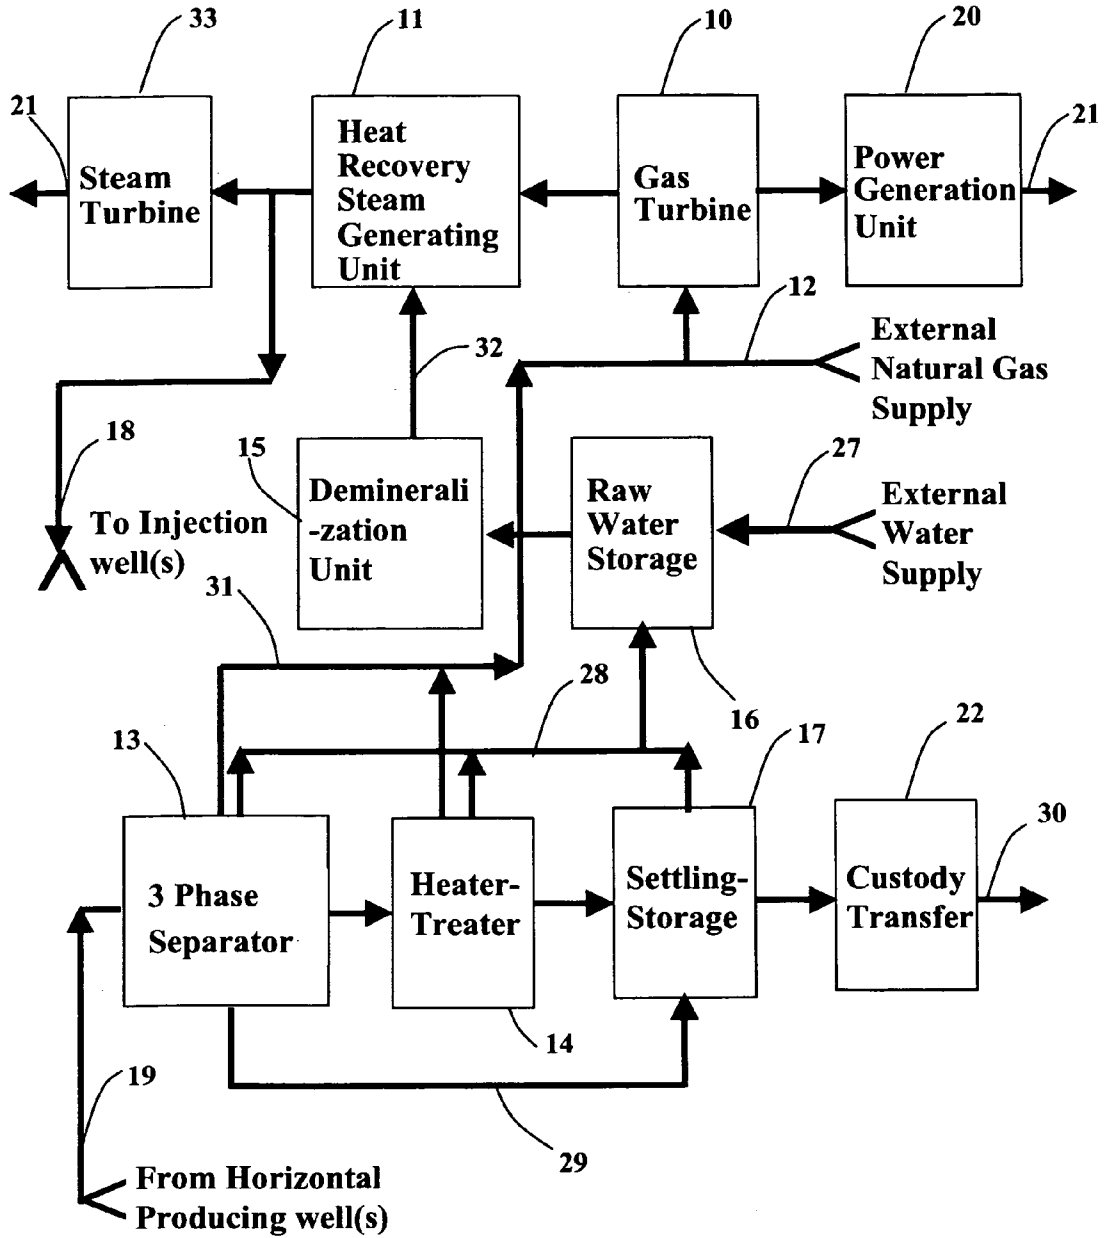 33
11
10
20
21
21
Steam
Turbine
Heat
Recovery
Steam
Generating
Unit
Gas
Turbine
Power
Generation
Unit
12
External
Natural Gas
Supply
32
18
To Injection
well(s)
15
Deminerali
-zation
Unit
Raw
Water
Storage
27
External
Water
Supply
31
28
16
13
17
22
30
3 Phase
Separator
Heater-
Treater
Settling-
Storage
Custody
Transfer
14
19
29
From Horizontal
Producing well(s)